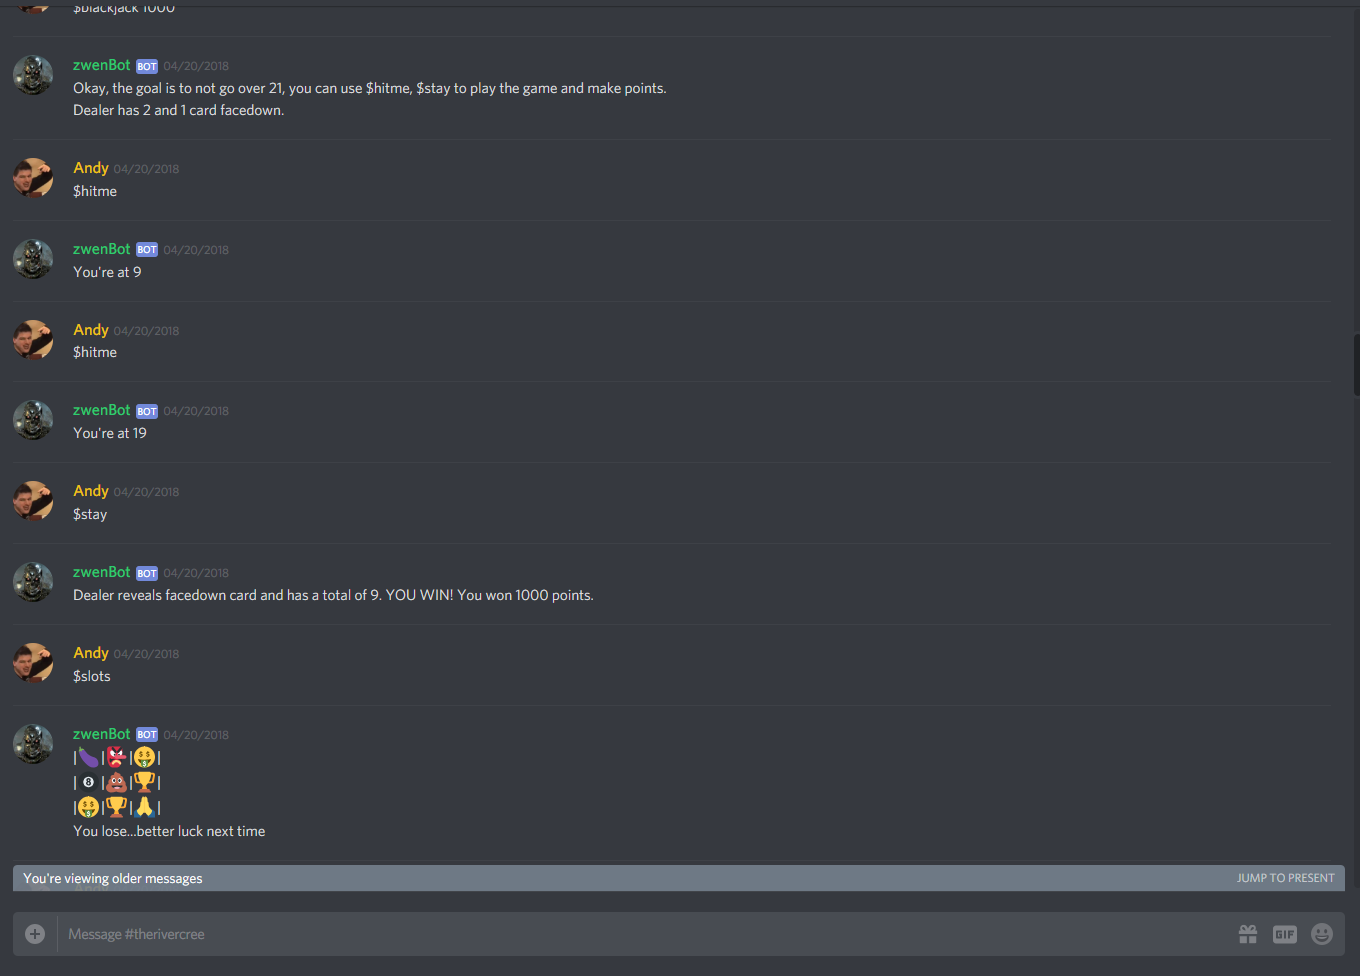 $blackjack 1000
zwenBot BOT 04/20/2018
Okay, the goal is to not go over 21, you can use $hitme, $stay to play the game and make points.
Dealer has 2 and 1 card facedown.
Andy 04/20/2018
$hitme
zwenBot BOT 04/20/2018
You're at 9
Andy 04/20/2018
$hitme
zwenBot BOT 04/20/2018
You're at 19
Andy 04/20/2018
$stay
zwenBot BOT 04/20/2018
Dealer reveals facedown card and has a total of 9. YOU WIN! You won 1000 points.
Andy 04/20/2018
$slots
zwenBot BOT 04/20/2018
|🍆|👺|🤑|
|🎱|💩|🏆|
|🤑|🏆|🙏|
You lose...better luck next time
You're viewing older messages JUMP TO PRESENT
Andy
Message #therivercree GIF